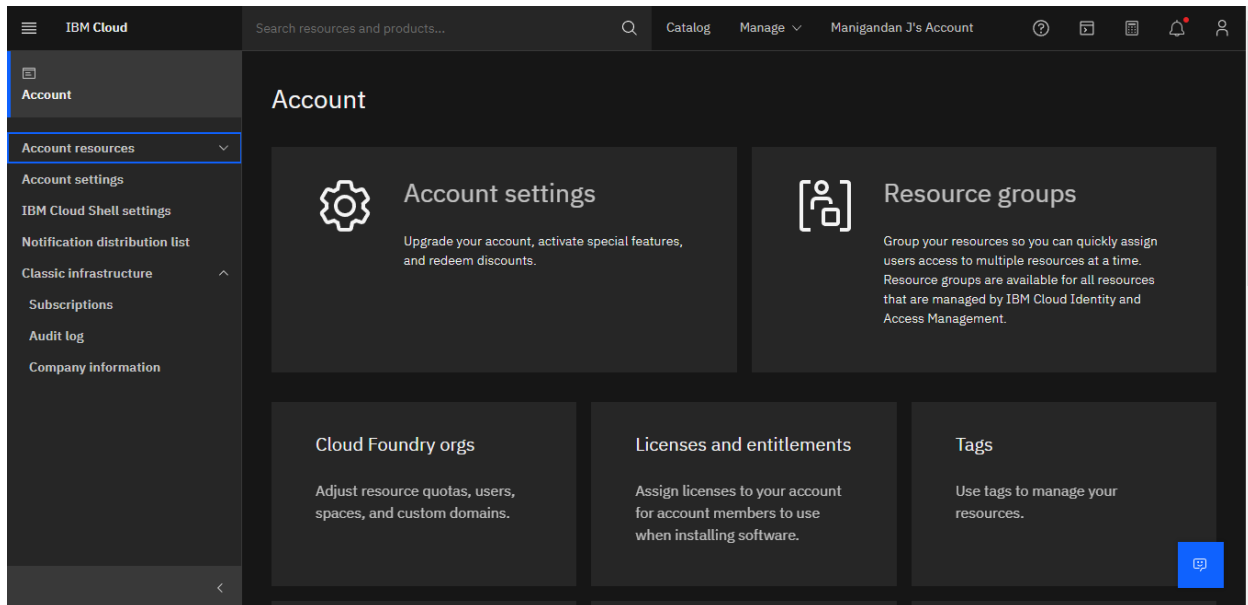 IBM Cloud
Search resources and products...
Catalog
Manage
Manigandan J's Account
Account
Account resources
Account settings
IBM Cloud Shell settings
Notification distribution list
Classic infrastructure
Subscriptions
Audit log
Company information
Account
Account settings
Upgrade your account, activate special features,
and redeem discounts.
Resource groups
Group your resources so you can quickly assign
users access to multiple resources at a time.
Resource groups are available for all resources
that are managed by IBM Cloud Identity and
Access Management.
Cloud Foundry orgs
Adjust resource quotas, users,
spaces, and custom domains.
Licenses and entitlements
Assign licenses to your account
for account members to use
when installing software.
Tags
Use tags to manage your
resources.